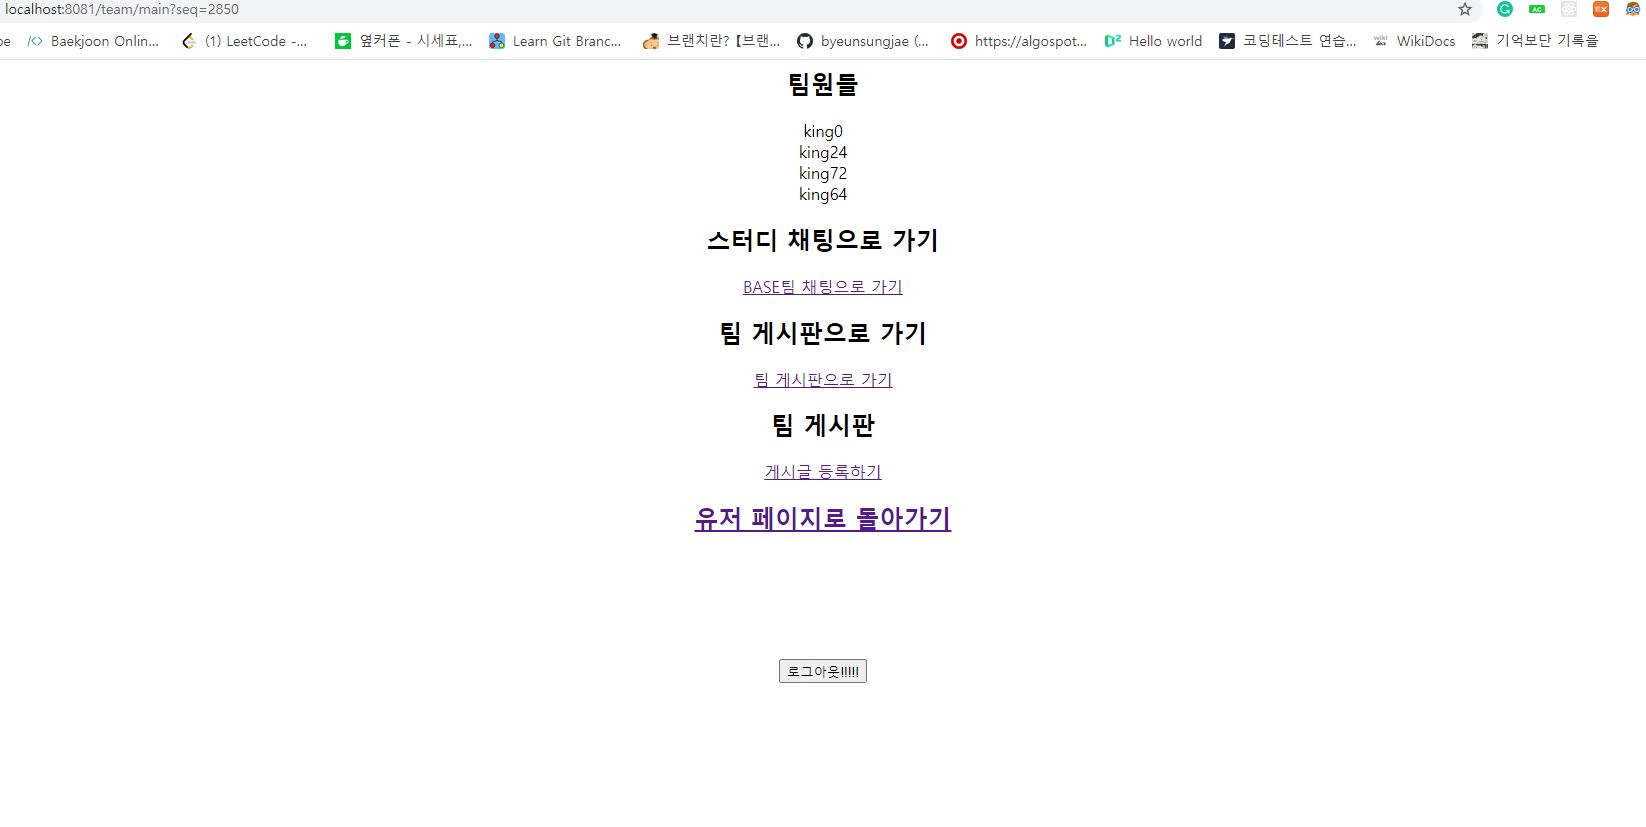 localhost:8081/team/main?seq=2850
be Baekjoon Onlin... (1) LeetCode -... 옆커폰 - 시세표,... Learn Git Branc... 브랜치란? 【브랜... byeunsungjae (... https://algospot... Hello world 코딩테스트 연습... WikiDocs 기억보단 기록을
팀원들
king0
king24
king72
king64
스터디 채팅으로 가기
BASE팀 채팅으로 가기
팀 게시판으로 가기
팀 게시판으로 가기
팀 게시판
게시글 등록하기
유저 페이지로 돌아가기
로그아웃!!!!!